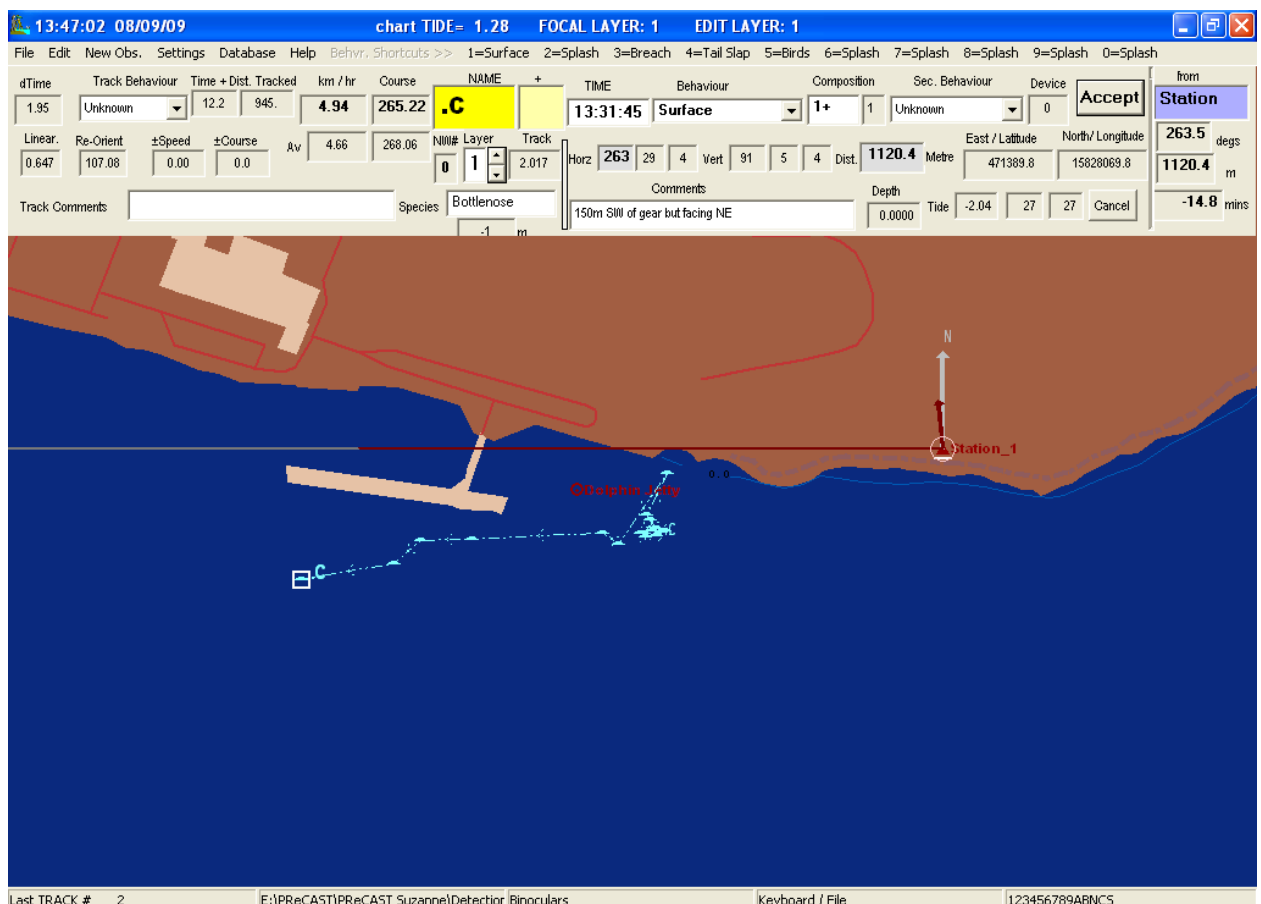 13:47:02 08/09/09 chart TIDE= 1.28 FOCAL LAYER: 1 EDIT LAYER: 1
File Edit New Obs. Settings Database Help Behvr. Shortcuts >> 1=Surface 2=Splash 3=Breach 4=Tail Slap 5=Birds 6=Splash 7=Splash 8=Splash 9=Splash 0=Splash
dTime Track Behaviour Time + Dist. Tracked km / hr Course NAME + TIME Behaviour Composition Sec. Behaviour Device from
1.95 Unknown 12.2 945. 4.94 265.22 .C 13:31:45 Surface 1+ 1 Unknown 0 Accept Station
Linear. Re-Orient ±Speed ±Course Av 4.66 268.06 NW# Layer Track East / Latitude North/ Longitude 263.5 degs
0.647 107.08 0.00 0.0 0 1 2.017 Horz 263 29 4 Vert 91 5 4 Dist. 1120.4 Metre 471389.8 15828069.8 1120.4 m
Track Comments Species Bottlenose Comments Depth
150m SW of gear but facing NE 0.0000 Tide -2.04 27 27 Cancel -14.8 mins
-1 m
N
Station_1
0.0
Dolphin Jetty
C
C
Last TRACK # 2 E:\PReCAST\PReCAST Suzanne\Detection Binoculars Keyboard / File 123456789ABNCS